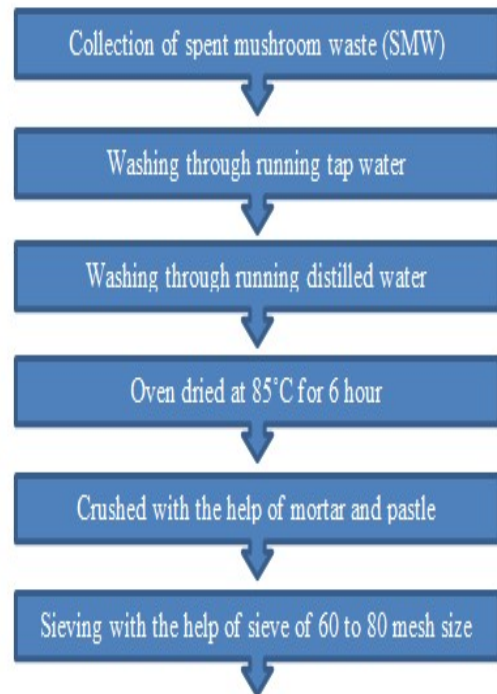 Collection of spent mushroom waste (SMW)
Washing through running tap water
Washing through running distilled water
Oven dried at 85˚C for 6 hour
Crushed with the help of mortar and pastle
Sieving with the help of sieve of 60 to 80 mesh size